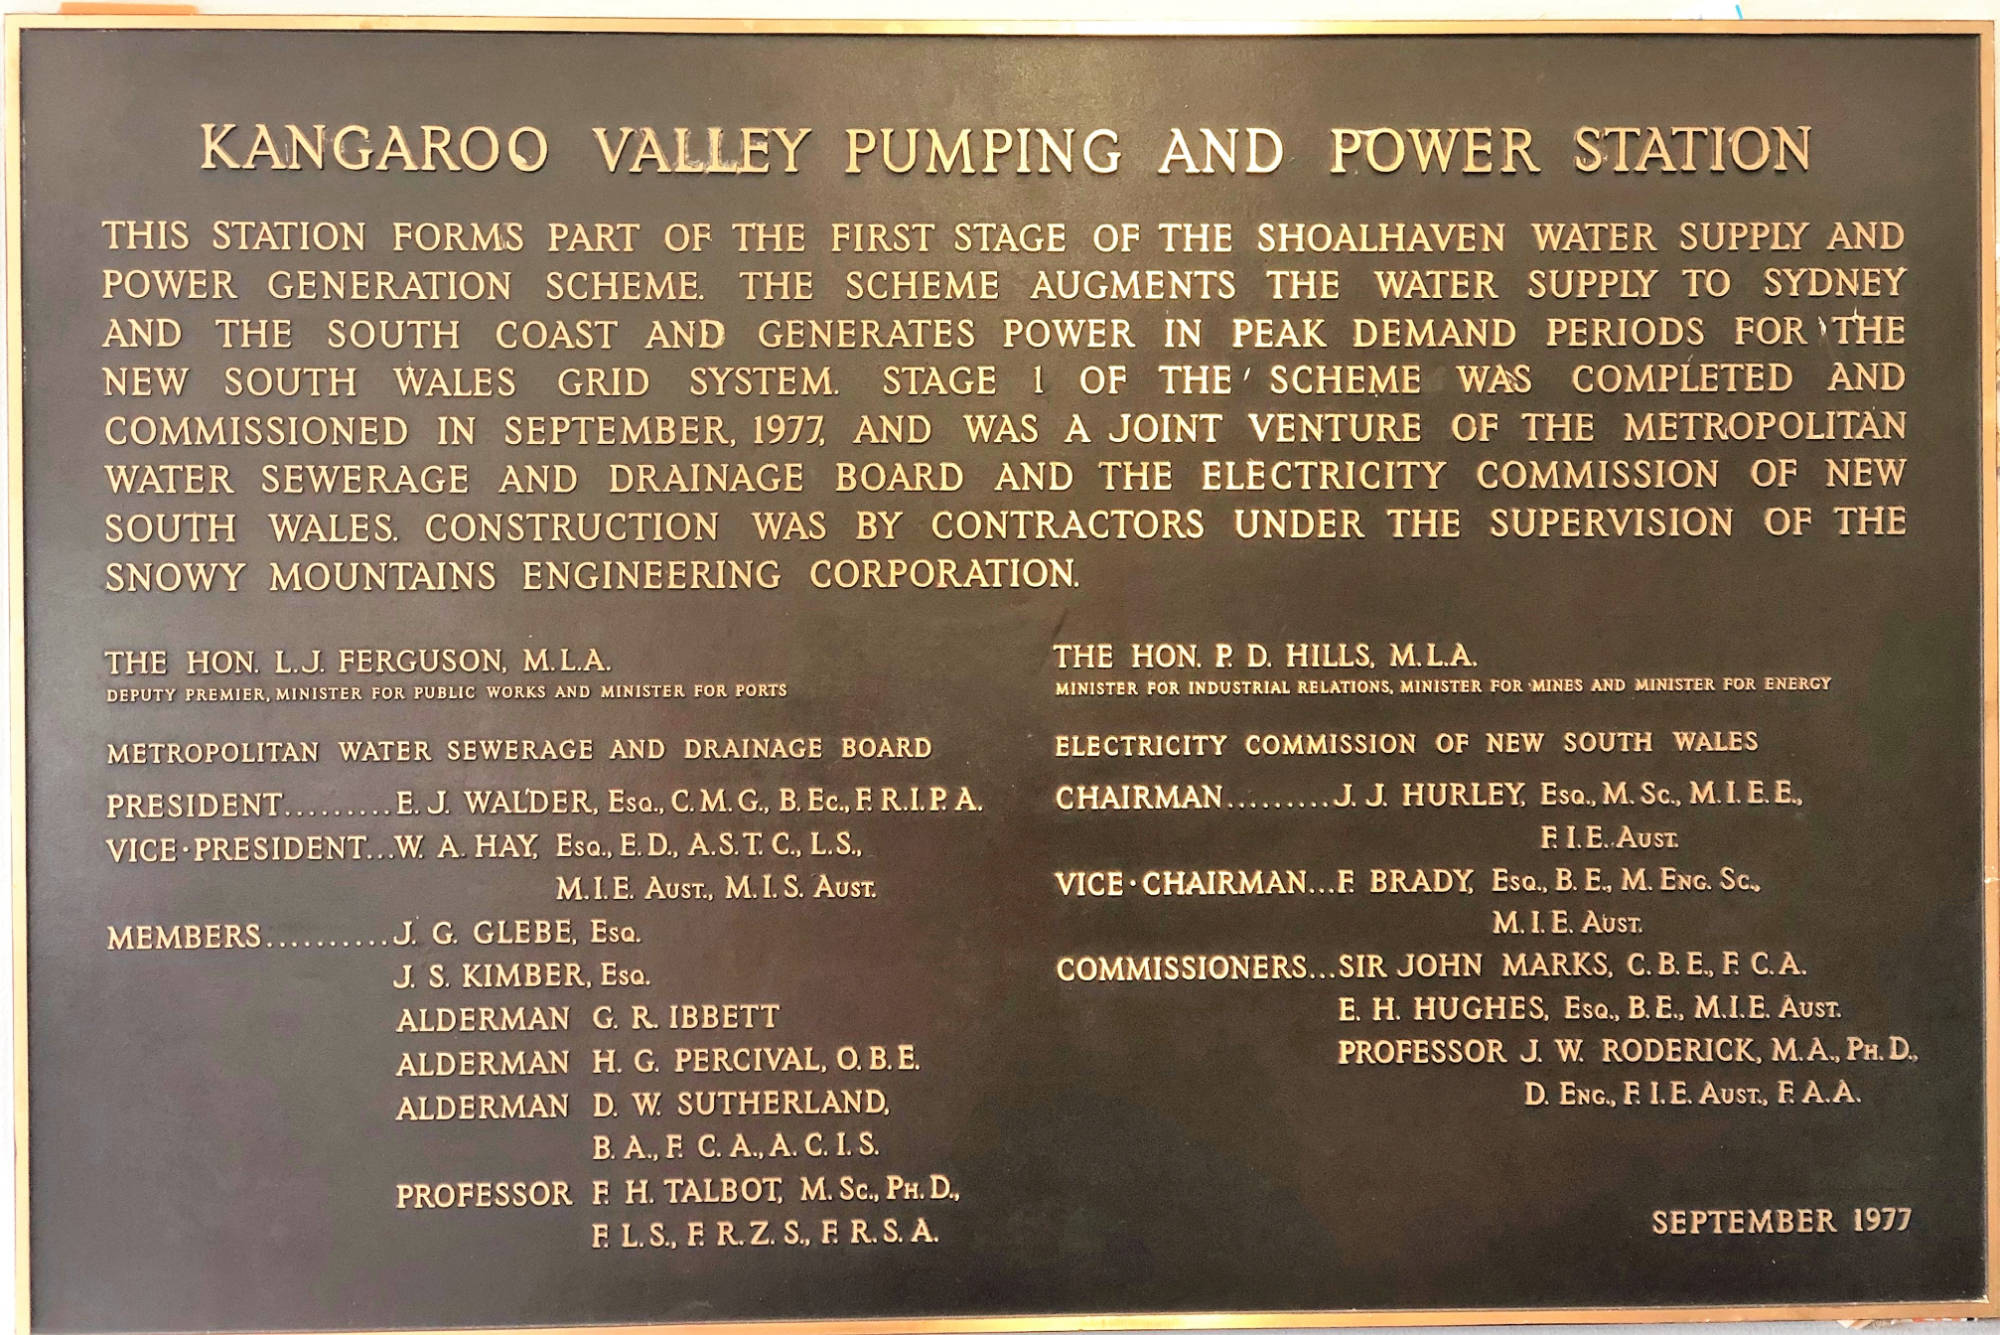 KANGAROO VALLEY PUMPING AND POWER STATION
THIS STATION FORMS PART OF THE FIRST STAGE OF THE SHOALHAVEN WATER SUPPLY AND
POWER GENERATION SCHEME. THE SCHEME AUGMENTS THE WATER SUPPLY TO SYDNEY
AND THE SOUTH COAST AND GENERATES POWER IN PEAK DEMAND PERIODS FOR THE
NEW SOUTH WALES GRID SYSTEM. STAGE 1 OF THE SCHEME WAS COMPLETED AND
COMMISSIONED IN SEPTEMBER, 1977, AND WAS A JOINT VENTURE OF THE METROPOLITAN
WATER SEWERAGE AND DRAINAGE BOARD AND THE ELECTRICITY COMMISSION OF NEW
SOUTH WALES. CONSTRUCTION WAS BY CONTRACTORS UNDER THE SUPERVISION OF THE
SNOWY MOUNTAINS ENGINEERING CORPORATION.
THE HON. L.J. FERGUSON, M.L.A.
DEPUTY PREMIER, MINISTER FOR PUBLIC WORKS AND MINISTER FOR PORTS
METROPOLITAN WATER SEWERAGE AND DRAINAGE BOARD
PRESIDENT.........E. J. WALDER, Esq., C.M.G., B.Ec., F.R.I.P.A.
VICE·PRESIDENT...W. A. HAY, Esq., E.D., A.S.T.C., L.S.,
M.I.E. Aust., M.I.S. Aust.
MEMBERS..........J. G. GLEBE, Esq.
J. S. KIMBER, Esq.
ALDERMAN G. R. IBBETT
ALDERMAN H. G. PERCIVAL, O.B.E.
ALDERMAN D. W. SUTHERLAND,
B.A., F.C.A., A.C.I.S.
PROFESSOR F. H. TALBOT, M.Sc., Ph.D.,
F.L.S., F.R.Z.S., F.R.S.A.
THE HON. P. D. HILLS, M.L.A.
MINISTER FOR INDUSTRIAL RELATIONS, MINISTER FOR MINES AND MINISTER FOR ENERGY
ELECTRICITY COMMISSION OF NEW SOUTH WALES
CHAIRMAN.........J. J. HURLEY, Esq., M.Sc., M.I.E.E.,
F.I.E. Aust.
VICE·CHAIRMAN...F. BRADY, Esq., B.E., M.Eng.Sc.,
M.I.E. Aust.
COMMISSIONERS...SIR JOHN MARKS, C.B.E., F.C.A.
E. H. HUGHES, Esq., B.E., M.I.E. Aust.
PROFESSOR J. W. RODERICK, M.A., Ph.D.,
D.Eng., F.I.E. Aust., F.A.A.
SEPTEMBER 1977